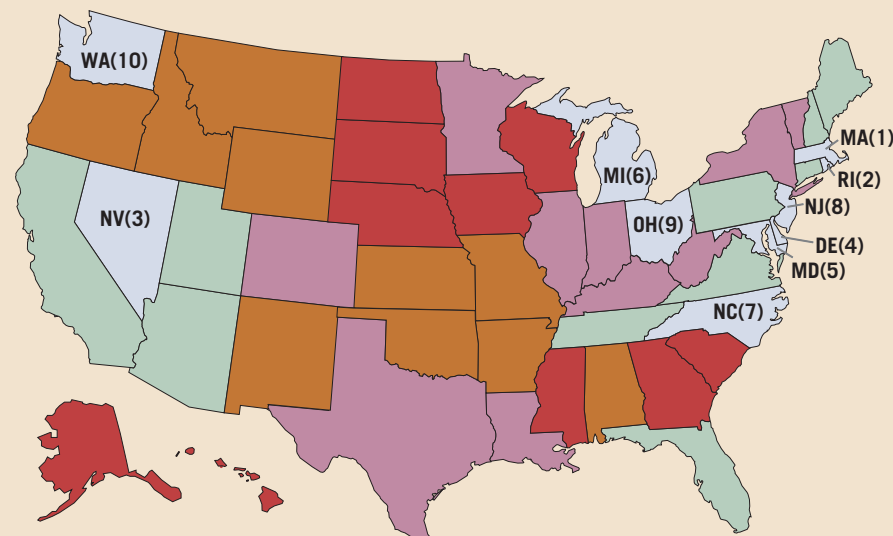 WA(10)
MA(1)
MI(6)
RI(2)
NV(3)
NJ(8)
OH(9)
DE(4)
MD(5)
NC(7)